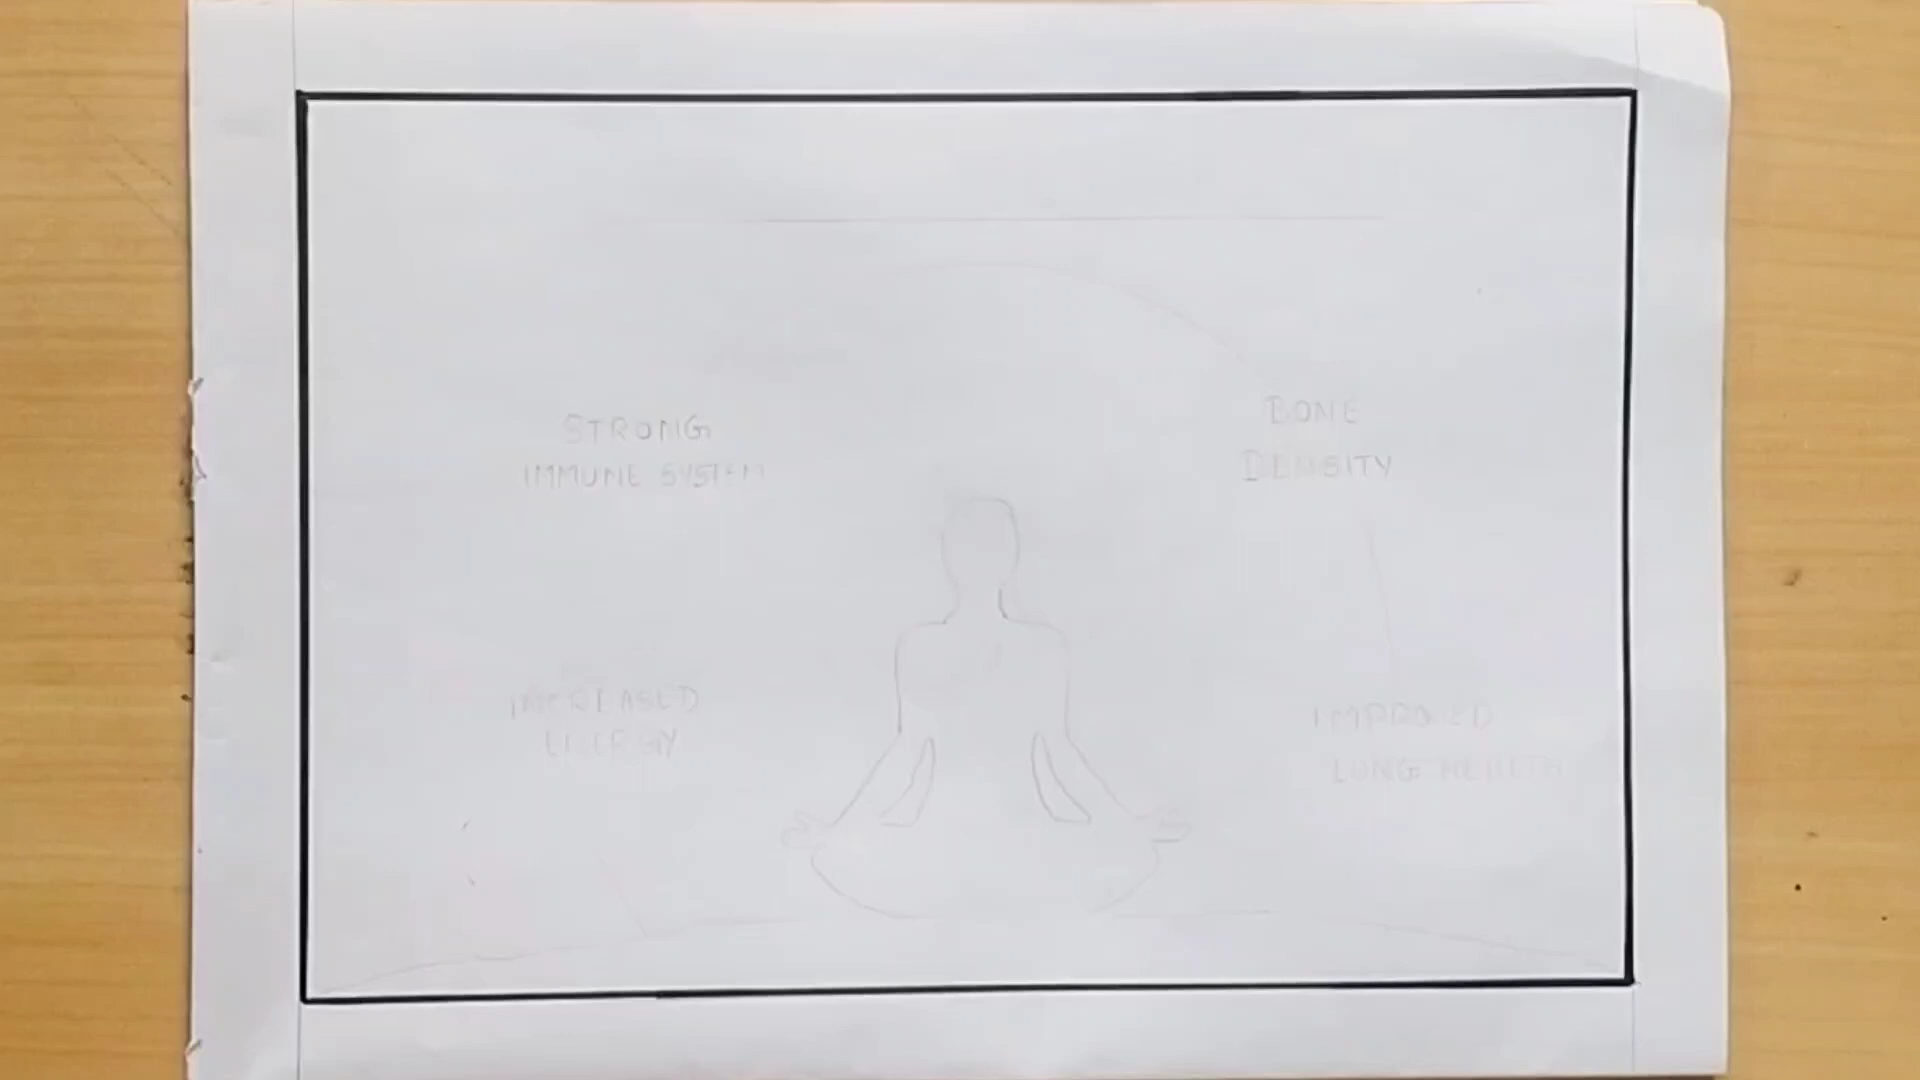 STRONG
IMMUNE SYSTEM
BONE
DENSITY
INCREASED
ENERGY
IMPROVED
LUNG HEALTH